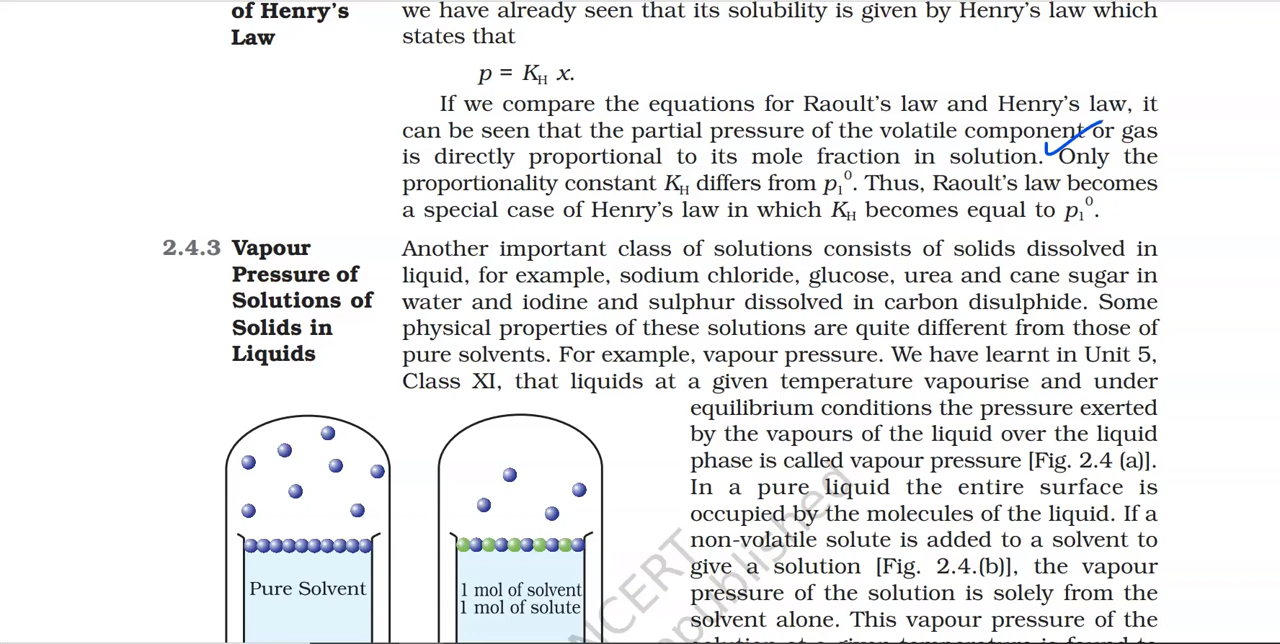 of Henry's
Law
we have already seen that its solubility is given by Henry's law which
states that
p = K_H x.
If we compare the equations for Raoult's law and Henry's law, it
can be seen that the partial pressure of the volatile component or gas
is directly proportional to its mole fraction in solution. Only the
proportionality constant K_H differs from p₁⁰. Thus, Raoult's law becomes
a special case of Henry's law in which K_H becomes equal to p₁⁰.
2.4.3 Vapour
Pressure of
Solutions of
Solids in
Liquids
Another important class of solutions consists of solids dissolved in
liquid, for example, sodium chloride, glucose, urea and cane sugar in
water and iodine and sulphur dissolved in carbon disulphide. Some
physical properties of these solutions are quite different from those of
pure solvents. For example, vapour pressure. We have learnt in Unit 5,
Class XI, that liquids at a given temperature vapourise and under
equilibrium conditions the pressure exerted
by the vapours of the liquid over the liquid
phase is called vapour pressure [Fig. 2.4 (a)].
In a pure liquid the entire surface is
occupied by the molecules of the liquid. If a
non-volatile solute is added to a solvent to
give a solution [Fig. 2.4.(b)], the vapour
pressure of the solution is solely from the
solvent alone. This vapour pressure of the
Pure Solvent
1 mol of solvent
1 mol of solute
NCERT